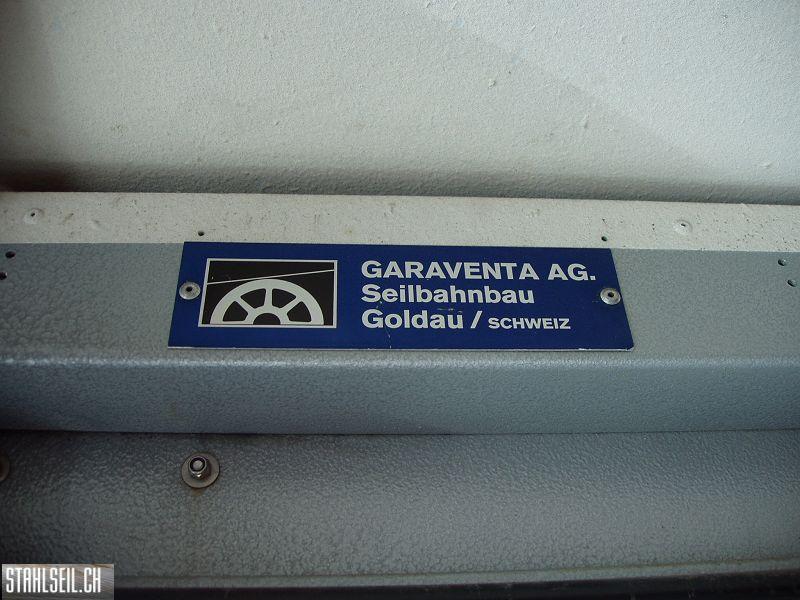 GARAVENTA AG.
Seilbahnbau
Goldau / SCHWEIZ
STAHLSEIL.CH